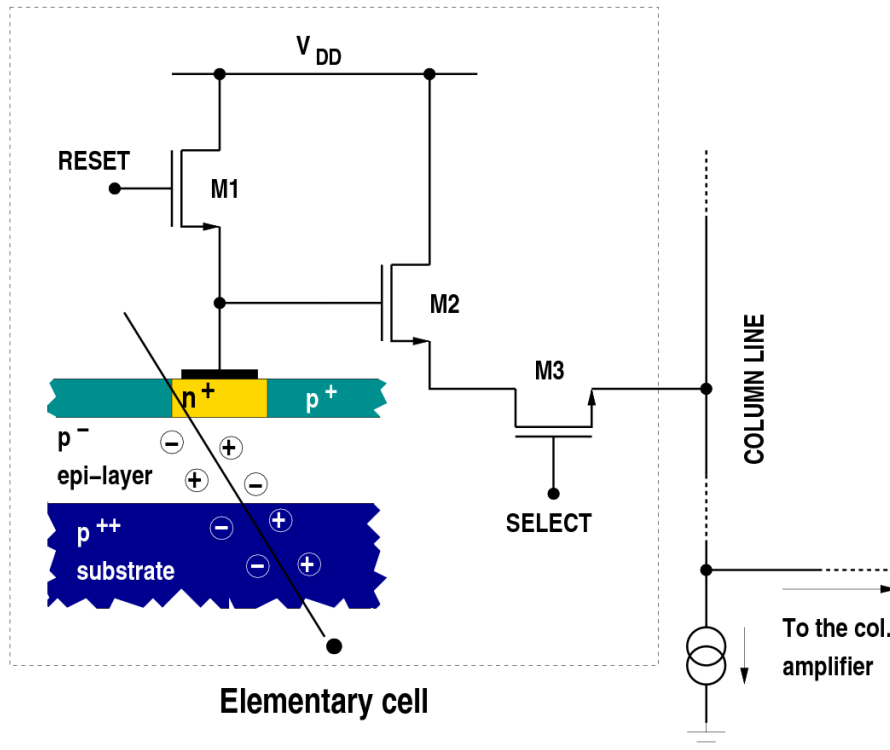 V DD
RESET
M1
M2
M3
n +
p +
p −
epi−layer
p ++
substrate
SELECT
COLUMN LINE
To the col.
amplifier
Elementary cell